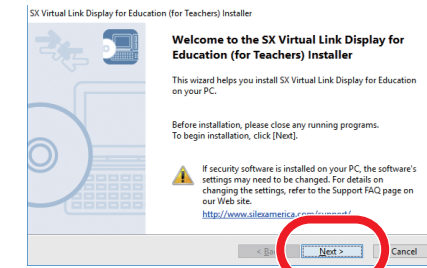 SX Virtual Link Display for Education (for Teachers) Installer
Welcome to the SX Virtual Link Display for
Education (for Teachers) Installer
This wizard helps you install SX Virtual Link Display for Education
on your PC.
Before installation, please close any running programs.
To begin installation, click [Next].
If security software is installed on your PC, the software's
settings may need to be changed. For details on
changing the settings, refer to the Support FAQ page on
our Web site.
http://www.silexamerica.com/support/
< Ba
Next >
Cancel